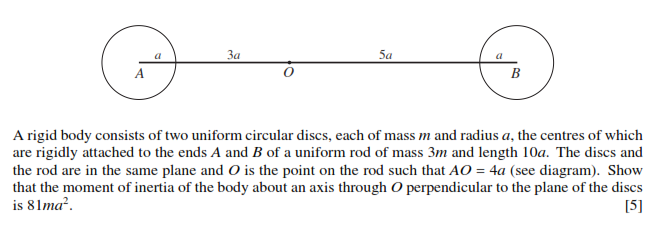 a 3a 5a a
A O B
A rigid body consists of two uniform circular discs, each of mass m and radius a, the centres of which
are rigidly attached to the ends A and B of a uniform rod of mass 3m and length 10a. The discs and
the rod are in the same plane and O is the point on the rod such that AO = 4a (see diagram). Show
that the moment of inertia of the body about an axis through O perpendicular to the plane of the discs
is 81ma². [5]